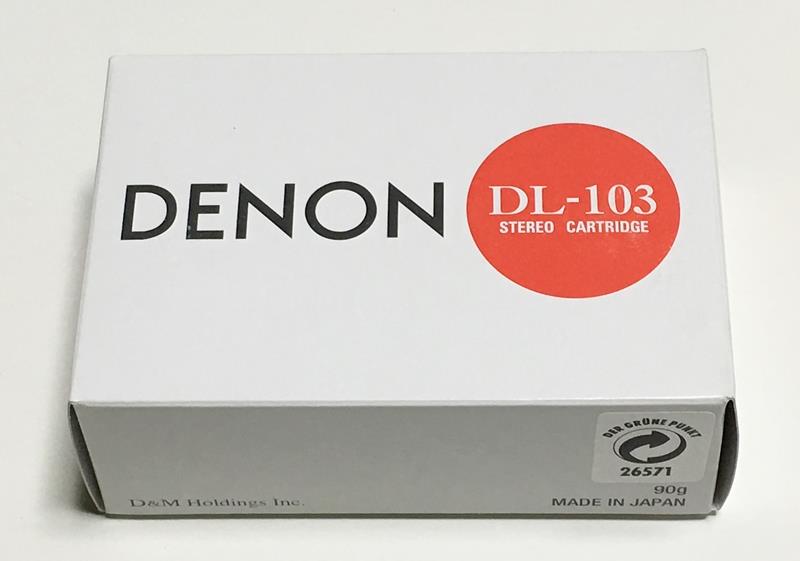 DENON
DL-103
STEREO CARTRIDGE
DER GRÜNE PUNKT
26571
90g
D&M Holdings Inc.
MADE IN JAPAN